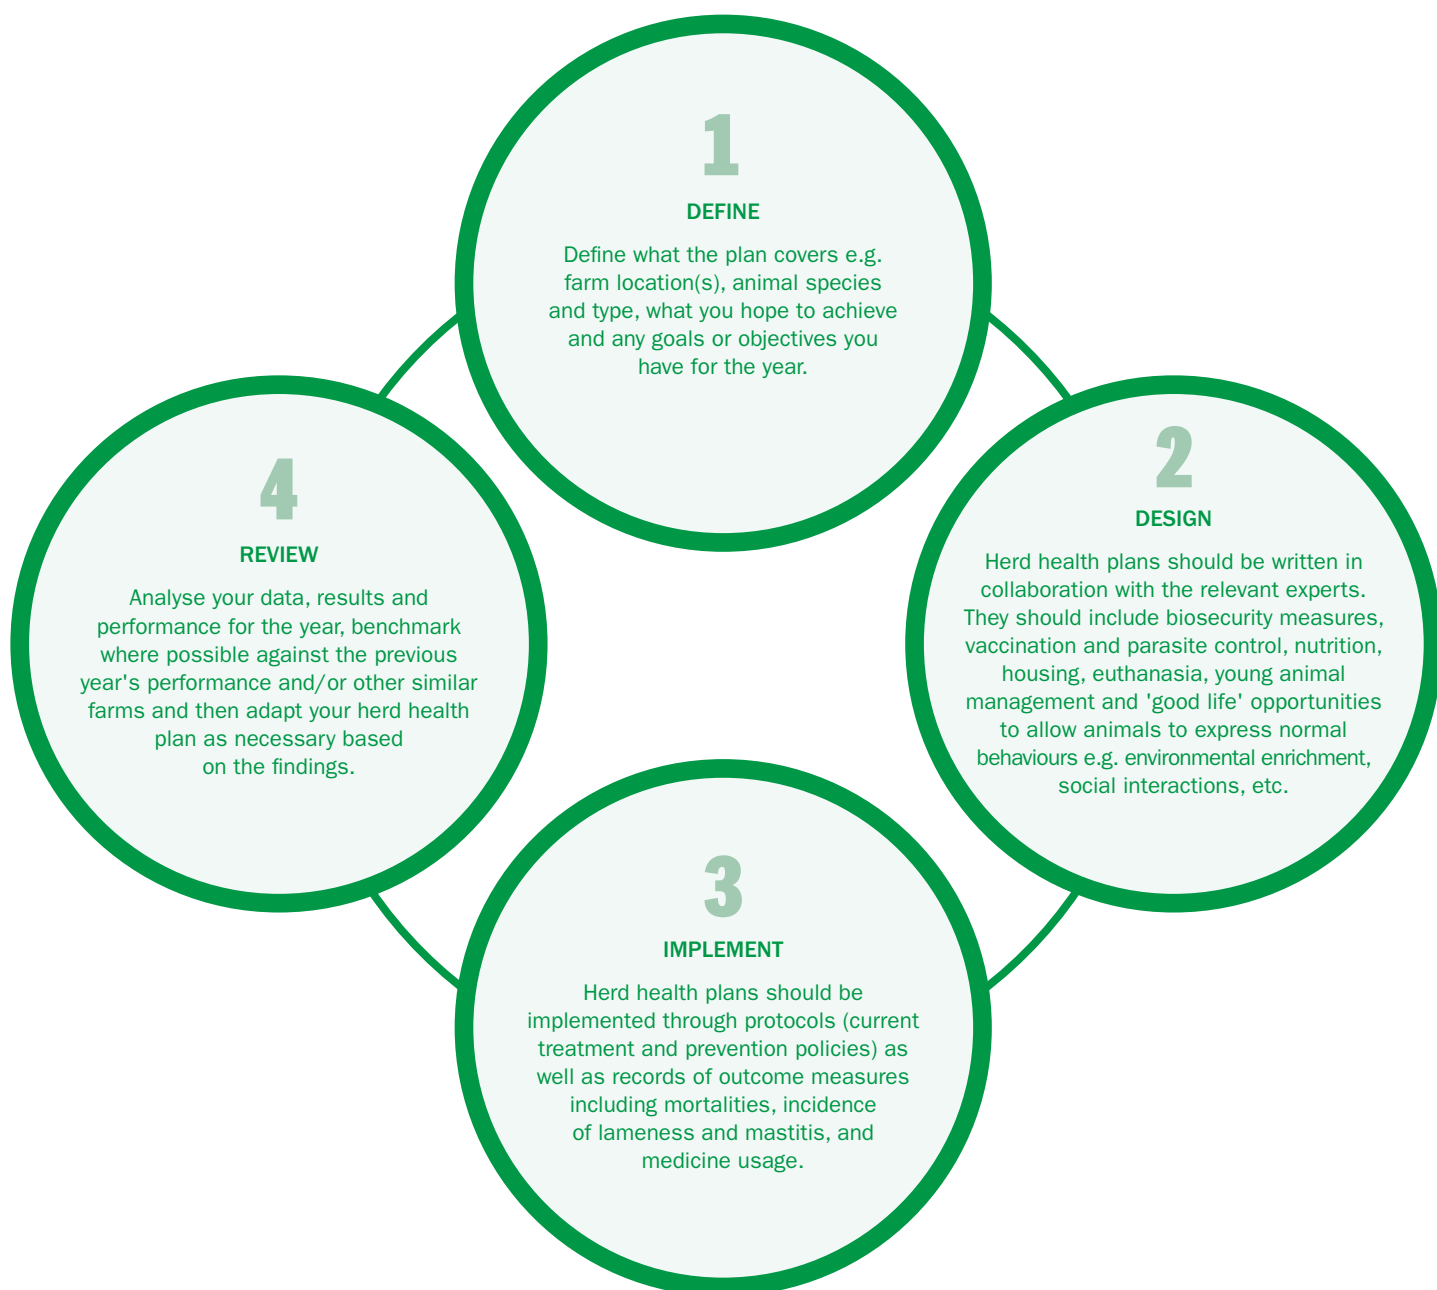 1
DEFINE
Define what the plan covers e.g.
farm location(s), animal species
and type, what you hope to achieve
and any goals or objectives you
have for the year.
2
DESIGN
Herd health plans should be written in
collaboration with the relevant experts.
They should include biosecurity measures,
vaccination and parasite control, nutrition,
housing, euthanasia, young animal
management and 'good life' opportunities
to allow animals to express normal
behaviours e.g. environmental enrichment,
social interactions, etc.
3
IMPLEMENT
Herd health plans should be
implemented through protocols (current
treatment and prevention policies) as
well as records of outcome measures
including mortalities, incidence
of lameness and mastitis, and
medicine usage.
4
REVIEW
Analyse your data, results and
performance for the year, benchmark
where possible against the previous
year's performance and/or other similar
farms and then adapt your herd health
plan as necessary based
on the findings.